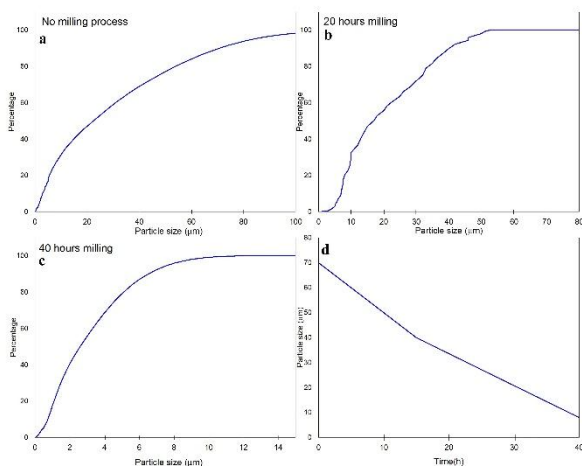 No milling process
a
100
80
60
40
20
0
Percentage
0 20 40 60 80 100
Particle size (μm)
20 hours milling
b
100
80
60
40
20
0
Percentage
0 10 20 30 40 50 60 70 80
Particle size (μm)
40 hours milling
c
100
80
60
40
20
0
Percentage
0 2 4 6 8 10 12 14
Particle size (μm)
d
80
70
60
50
40
30
20
10
0
Particle size (μm)
0 10 20 30 40
Time(h)